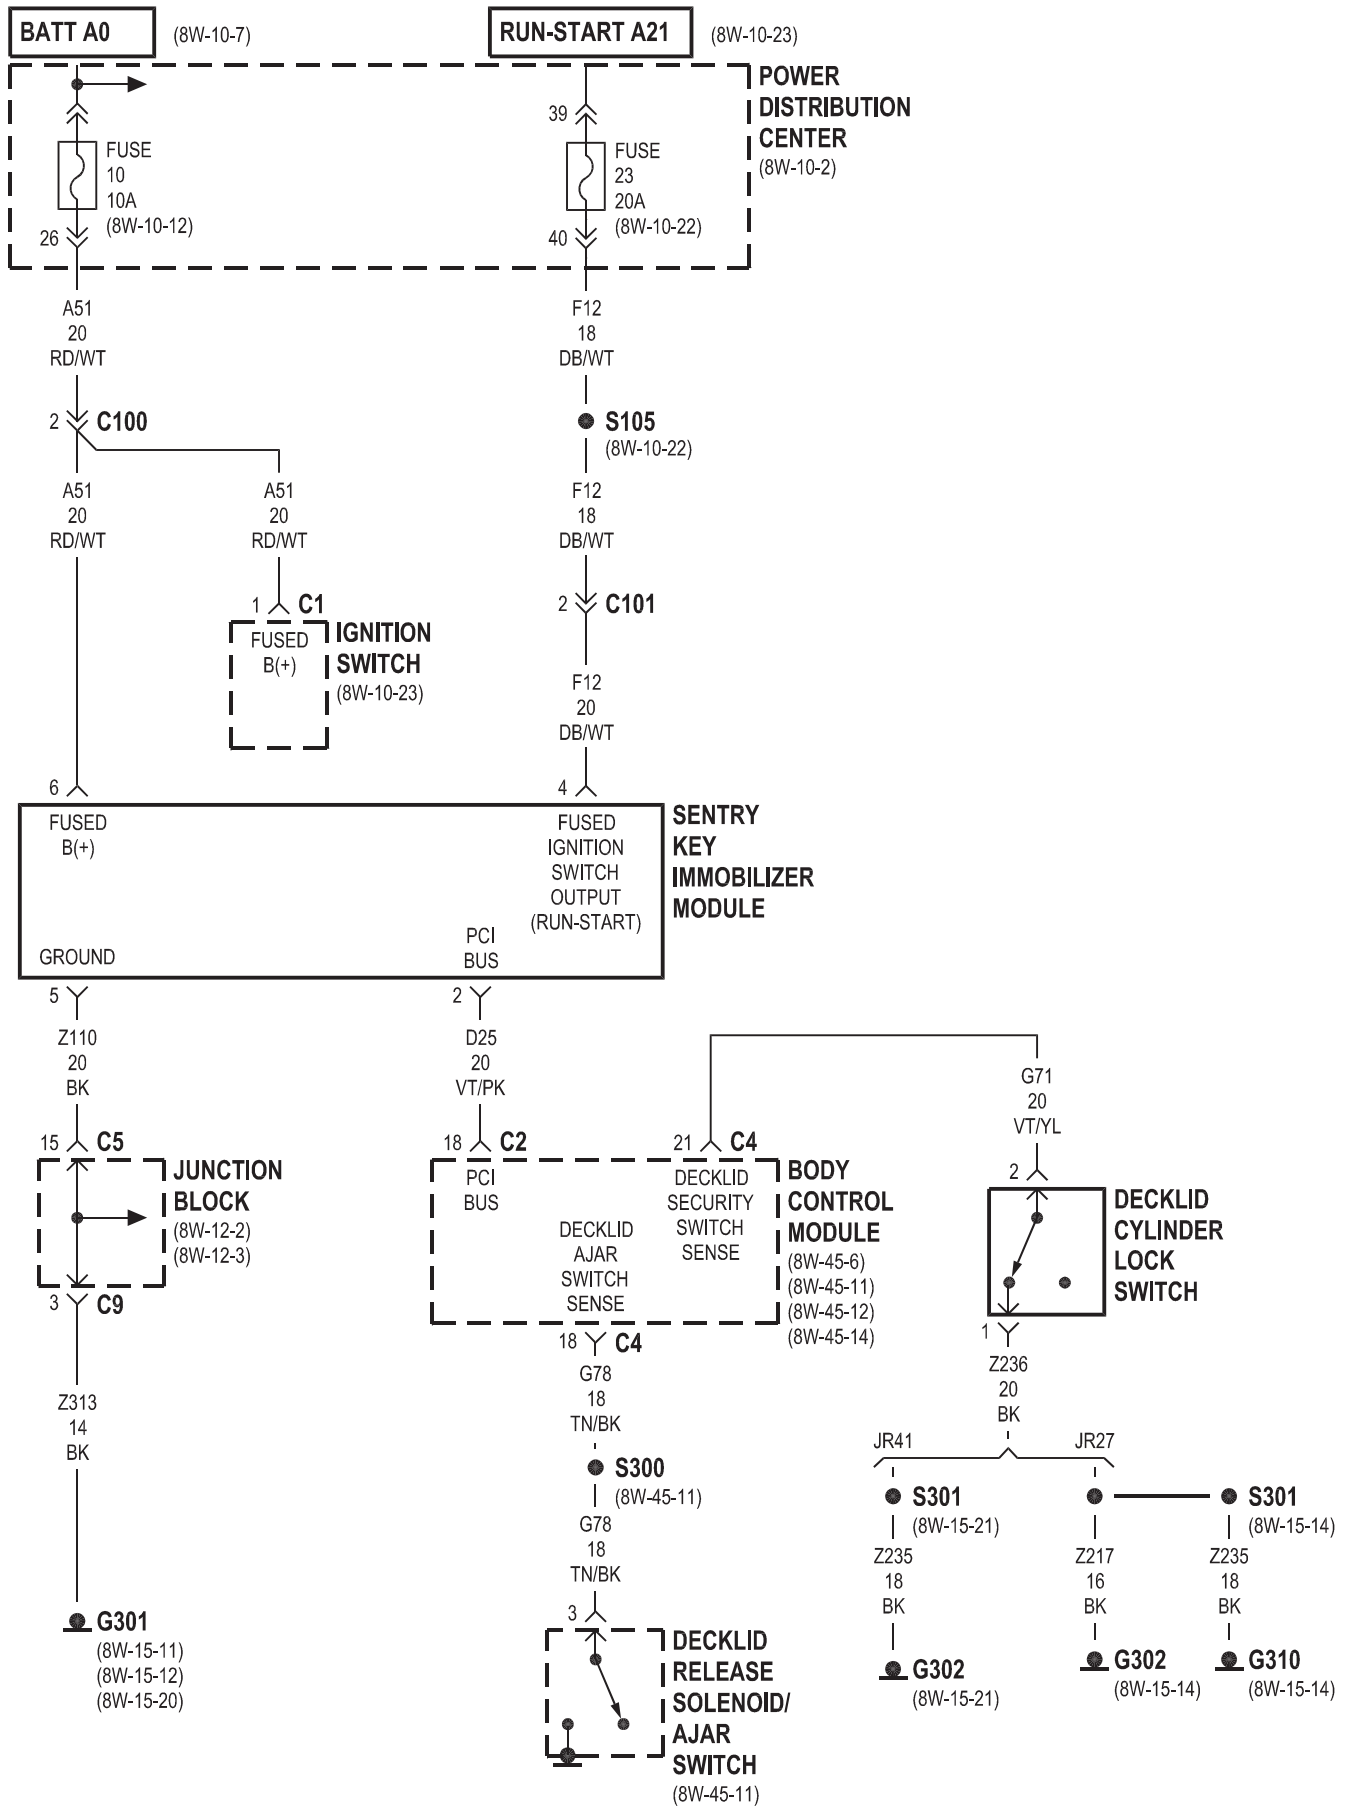 BATT A0 (8W-10-7)
RUN-START A21 (8W-10-23)
POWER
DISTRIBUTION
CENTER
(8W-10-2)
FUSE
10
10A
(8W-10-12)
26
39
FUSE
23
20A
(8W-10-22)
40
A51
20
RD/WT
F12
18
DB/WT
2 C100
S105
(8W-10-22)
A51
20
RD/WT
A51
20
RD/WT
F12
18
DB/WT
1 C1
FUSED
B(+)
IGNITION
SWITCH
(8W-10-23)
2 C101
F12
20
DB/WT
6
4
FUSED
B(+)
FUSED
IGNITION
SWITCH
OUTPUT
(RUN-START)
SENTRY
KEY
IMMOBILIZER
MODULE
GROUND
PCI
BUS
5
2
Z110
20
BK
D25
20
VT/PK
G71
20
VT/YL
15 C5
JUNCTION
BLOCK
(8W-12-2)
(8W-12-3)
3 C9
18 C2
21 C4
PCI
BUS
DECKLID
SECURITY
SWITCH
SENSE
DECKLID
AJAR
SWITCH
SENSE
BODY
CONTROL
MODULE
(8W-45-6)
(8W-45-11)
(8W-45-12)
(8W-45-14)
2
DECKLID
CYLINDER
LOCK
SWITCH
1
18 C4
Z313
14
BK
G78
18
TN/BK
Z236
20
BK
JR41
JR27
S300
(8W-45-11)
S301
(8W-15-21)
S301
(8W-15-14)
G78
18
TN/BK
Z235
18
BK
Z217
16
BK
Z235
18
BK
G301
(8W-15-11)
(8W-15-12)
(8W-15-20)
3
DECKLID
RELEASE
SOLENOID/
AJAR
SWITCH
(8W-45-11)
G302
(8W-15-21)
G302
(8W-15-14)
G310
(8W-15-14)